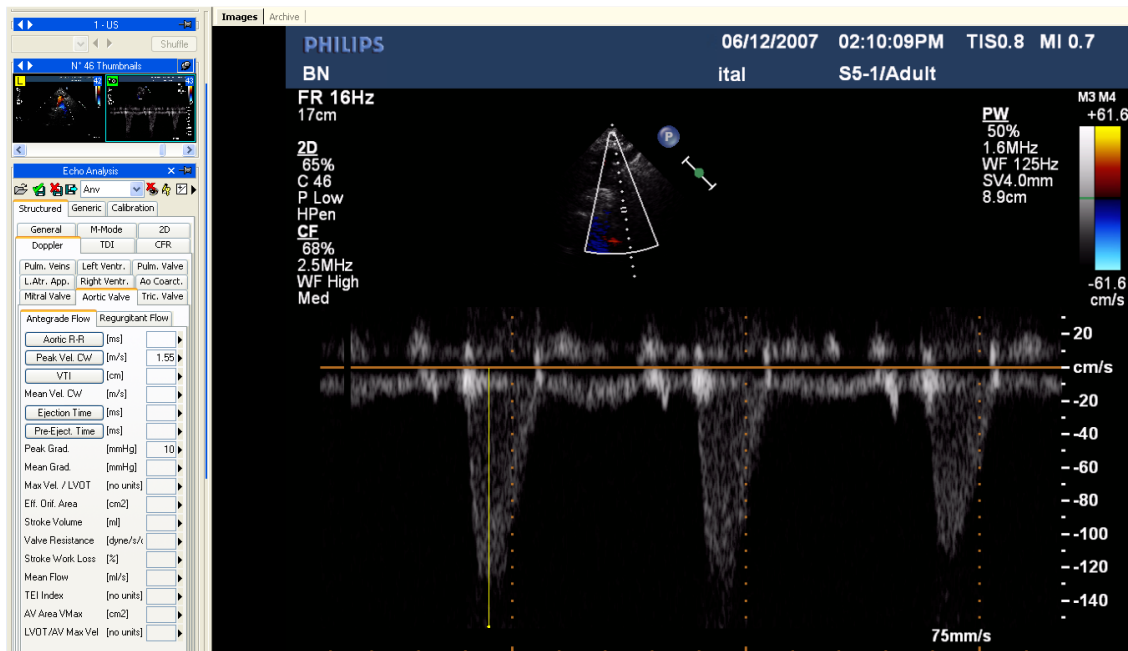 1 - US
Shuffle
N° 46 Thumbnails
L 42 43
Echo Analysis
Any
Structured Generic Calibration
General M-Mode 2D
Doppler TDI CFR
Pulm. Veins Left Ventr. Pulm. Valve
L.Atr. App. Right Ventr. Ao Coarct.
Mitral Valve Aortic Valve Tric. Valve
Antegrade Flow Regurgitant Flow
Aortic R-R [ms]
Peak Vel. CW [m/s] 1.55
VTI [cm]
Mean Vel. CW [m/s]
Ejection Time [ms]
Pre-Eject. Time [ms]
Peak Grad. [mmHg] 10
Mean Grad. [mmHg]
Max Vel. / LVOT [no units]
Eff. Orif. Area [cm2]
Stroke Volume [ml]
Valve Resistance [dyne/s/c
Stroke Work Loss [%]
Mean Flow [ml/s]
TEI Index [no units]
AV Area VMax [cm2]
LVOT/AV Max Vel [no units]
Images Archive
PHILIPS 06/12/2007 02:10:09PM TIS0.8 MI 0.7
BN ital S5-1/Adult
FR 16Hz
17cm
2D
65%
C 46
P Low
HPen
CF
68%
2.5MHz
WF High
Med
P
PW
50%
1.6MHz
WF 125Hz
SV4.0mm
8.9cm
M3 M4
+61.6
-61.6
cm/s
20
cm/s
-20
-40
-60
-80
-100
-120
-140
75mm/s